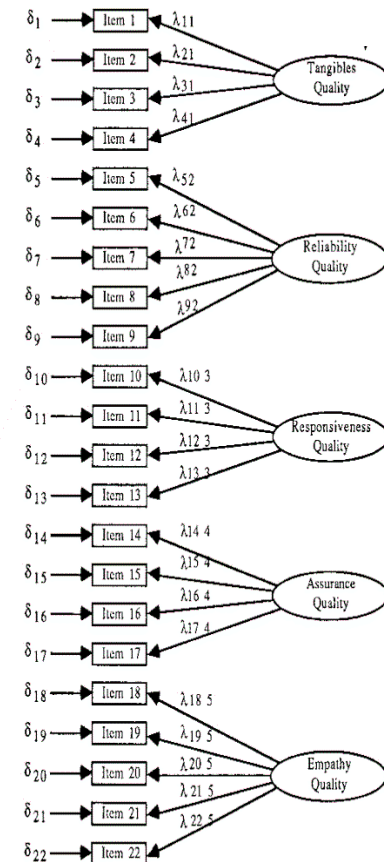 δ1 Item 1 λ11
δ2 Item 2 λ21
δ3 Item 3 λ31
δ4 Item 4 λ41
Tangibles
Quality
δ5 Item 5 λ52
δ6 Item 6 λ62
δ7 Item 7 λ72
δ8 Item 8 λ82
δ9 Item 9 λ92
Reliability
Quality
δ10 Item 10 λ10 3
δ11 Item 11 λ11 3
δ12 Item 12 λ12 3
δ13 Item 13 λ13 3
Responsiveness
Quality
δ14 Item 14 λ14 4
δ15 Item 15 λ15 4
δ16 Item 16 λ16 4
δ17 Item 17 λ17 4
Assurance
Quality
δ18 Item 18 λ18 5
δ19 Item 19 λ19 5
δ20 Item 20 λ20 5
δ21 Item 21 λ21 5
δ22 Item 22 λ22 5
Empathy
Quality